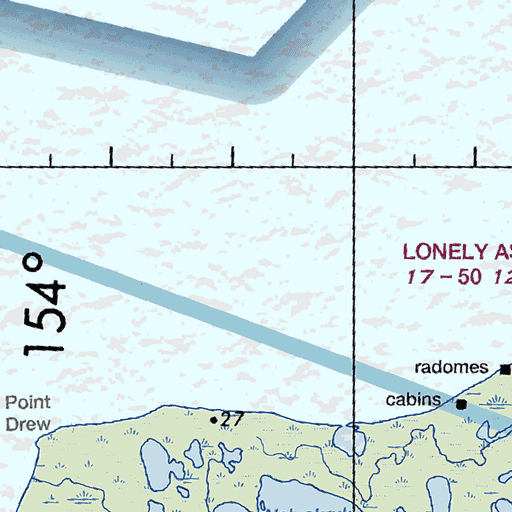 154°
LONELY AS
17 - 50 12
radomes
cabins
Point
Drew
27